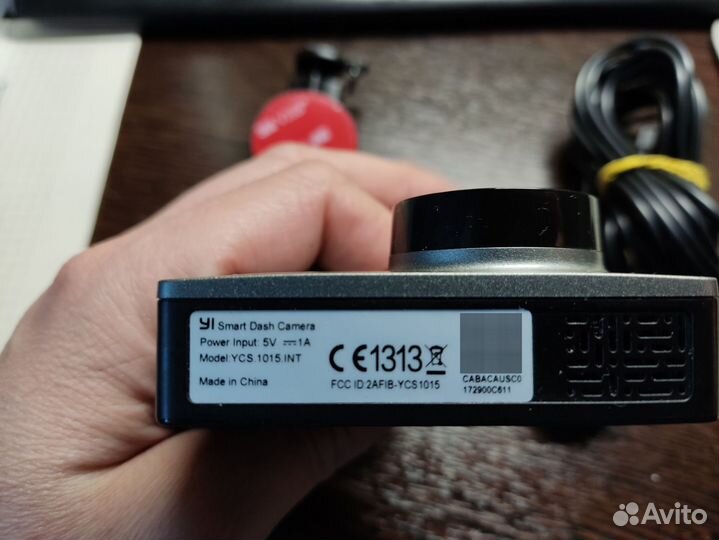 YI Smart Dash Camera
Power Input: 5V ⎓ 1A
Model:YCS.1015.INT
Made in China
CE1313
FCC ID:2AFIB-YCS1015
CABACAUSC0
172900C611
Avito